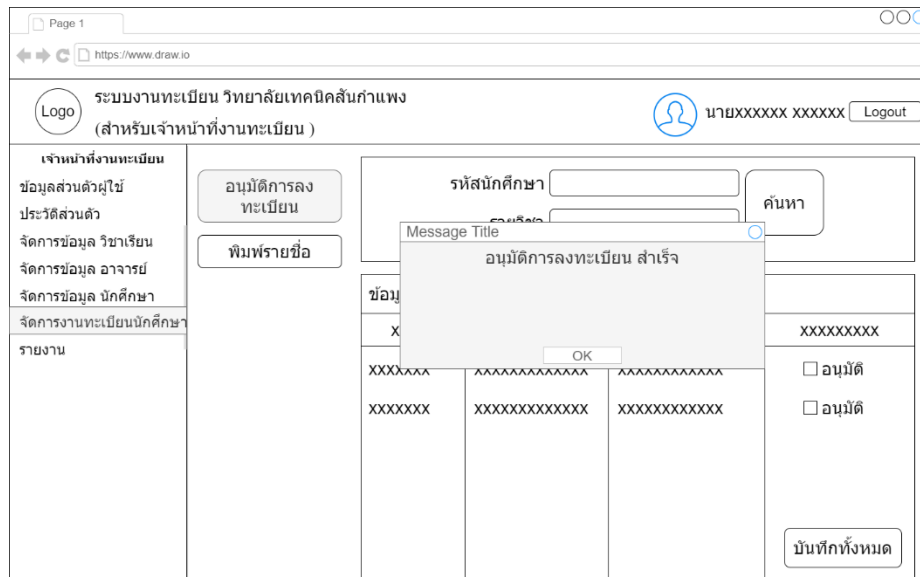 Page 1
https://www.draw.io
Logo
ระบบงานทะเบียน วิทยาลัยเทคนิคสันกำแพง
(สำหรับเจ้าหน้าที่งานทะเบียน )
นายxxxxxx xxxxxx
Logout
เจ้าหน้าที่งานทะเบียน
ข้อมูลส่วนตัวผู้ใช้
ประวัติส่วนตัว
จัดการข้อมูล วิชาเรียน
จัดการข้อมูล อาจารย์
จัดการข้อมูล นักศึกษา
จัดการงานทะเบียนนักศึกษา
รายงาน
อนุมัติการลง
ทะเบียน
พิมพ์รายชื่อ
รหัสนักศึกษา
รายวิชา
ค้นหา
Message Title
อนุมัติการลงทะเบียน สำเร็จ
OK
ข้อมู
x
xxxxxxxxx
xxxxxxx xxxxxxxxxxxxx xxxxxxxxxxxx อนุมัติ
xxxxxxx xxxxxxxxxxxxx xxxxxxxxxxxx อนุมัติ
บันทึกทั้งหมด